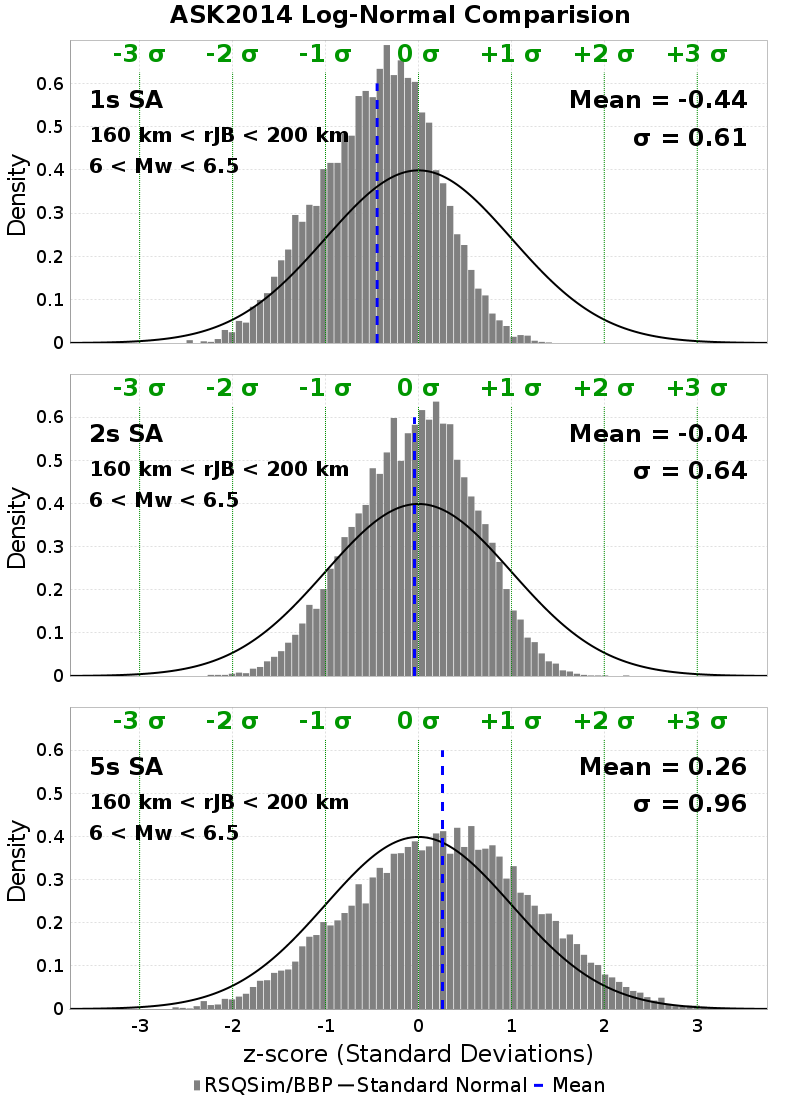 ASK2014 Log-Normal Comparision
-3 σ -2 σ -1 σ 0 σ +1 σ +2 σ +3 σ
1s SA Mean = -0.44
160 km < rJB < 200 km σ = 0.61
6 < Mw < 6.5
0.6
0.5
0.4
0.3
0.2
0.1
0
Density
-3 σ -2 σ -1 σ 0 σ +1 σ +2 σ +3 σ
2s SA Mean = -0.04
160 km < rJB < 200 km σ = 0.64
6 < Mw < 6.5
0.6
0.5
0.4
0.3
0.2
0.1
0
Density
-3 σ -2 σ -1 σ 0 σ +1 σ +2 σ +3 σ
5s SA Mean = 0.26
160 km < rJB < 200 km σ = 0.96
6 < Mw < 6.5
0.6
0.5
0.4
0.3
0.2
0.1
0
Density
-3 -2 -1 0 1 2 3
z-score (Standard Deviations)
RSQSim/BBP Standard Normal Mean